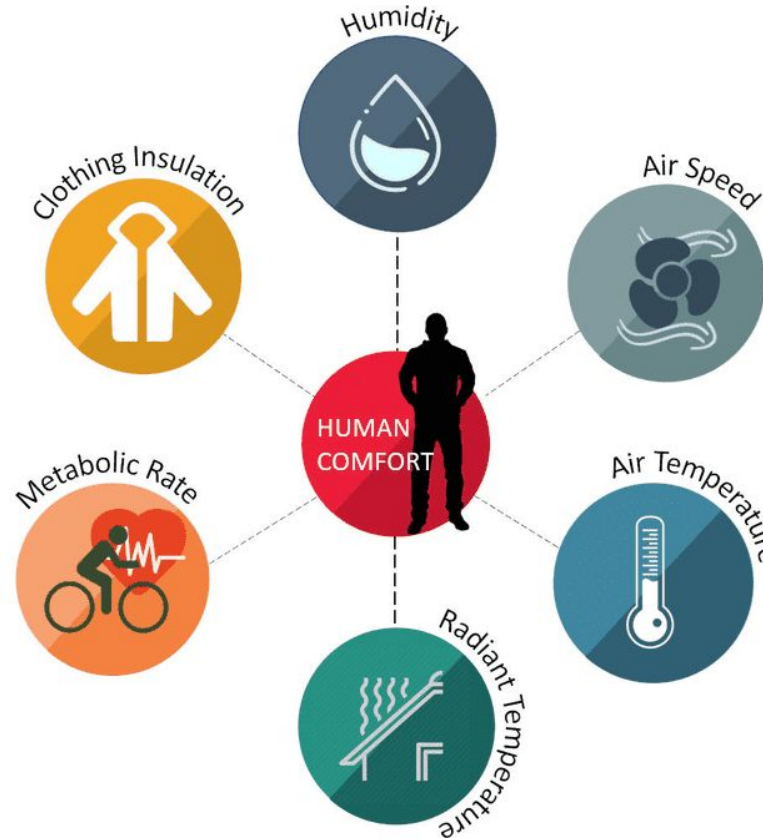 Humidity
Clothing Insulation
Air Speed
HUMAN
COMFORT
Metabolic Rate
Air Temperature
Radiant Temperature